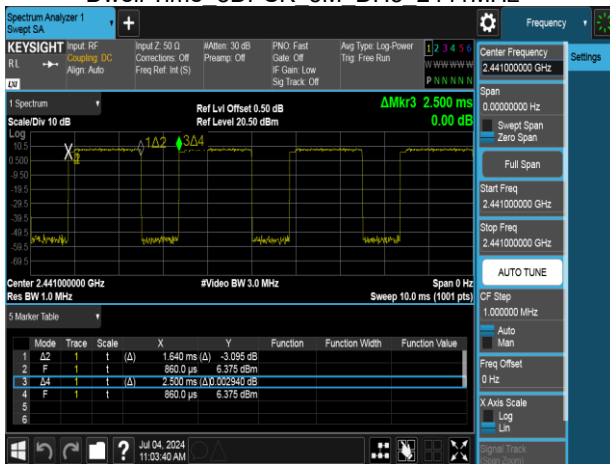 Spectrum Analyzer 1
Swept SA
+
Frequency
KEYSIGHT
RL
LXI
Input: RF
Coupling: DC
Align: Auto
Input Z: 50 Ω
Corrections: Off
Freq Ref: Int (S)
#Atten: 30 dB
Preamp: Off
PNO: Fast
Gate: Off
IF Gain: Low
Sig Track: Off
Avg Type: Log-Power
Trig: Free Run
1 2 3 4 5 6
W W W W W W
P N N N N N
Center Frequency
2.441000000 GHz
Settings
Span
0.00000000 Hz
Swept Span
Zero Span
Full Span
Start Freq
2.441000000 GHz
Stop Freq
2.441000000 GHz
AUTO TUNE
CF Step
1.000000 MHz
Auto
Man
Freq Offset
0 Hz
X Axis Scale
Log
Lin
Signal Track
(Span Zoom)
1 Spectrum
Scale/Div 10 dB
Log
Ref Lvl Offset 0.50 dB
Ref Level 20.50 dBm
ΔMkr3 2.500 ms
0.00 dB
10.5
0.500
-9.50
-19.5
-29.5
-39.5
-49.5
-59.5
-69.5
1Δ2
3Δ4
Center 2.441000000 GHz
Res BW 1.0 MHz
#Video BW 3.0 MHz
Span 0 Hz
Sweep 10.0 ms (1001 pts)
5 Marker Table
Mode Trace Scale X Y Function Function Width Function Value
1 Δ2 1 t (Δ) 1.640 ms (Δ) -3.095 dB
2 F 1 t 860.0 µs 6.375 dBm
3 Δ4 1 t (Δ) 2.500 ms (Δ) 0.002940 dB
4 F 1 t 860.0 µs 6.375 dBm
5
6
?
Jul 04, 2024
11:03:40 AM